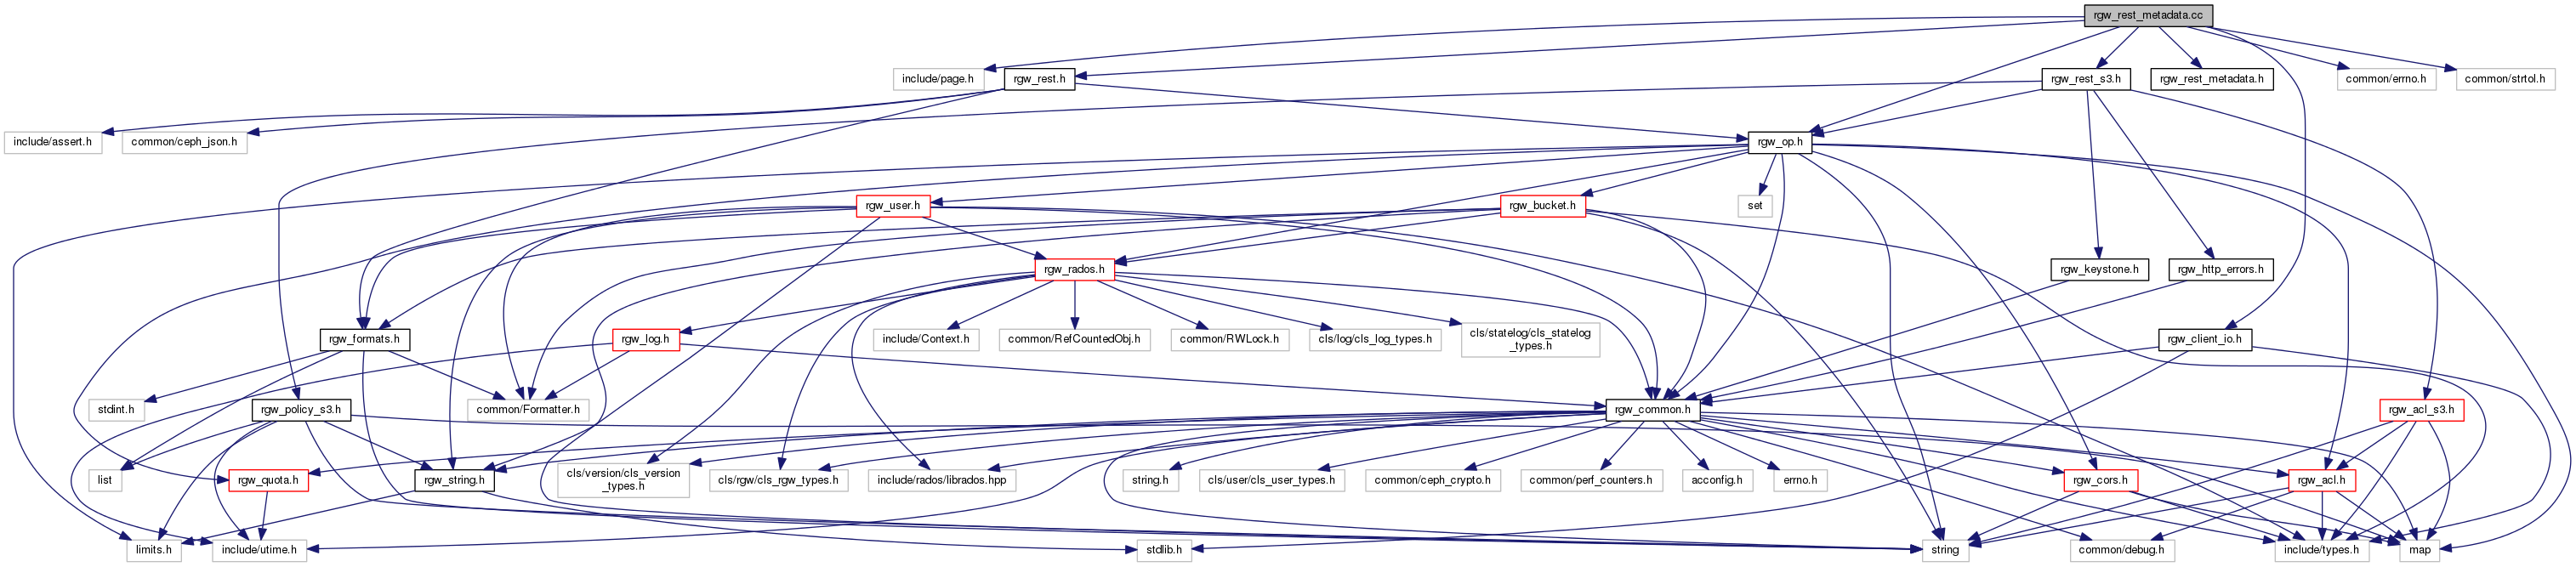 rgw_rest_metadata.cc
include/page.h
rgw_rest.h
rgw_rest_s3.h
rgw_rest_metadata.h
common/errno.h
common/strtol.h
include/assert.h
common/ceph_json.h
rgw_op.h
rgw_user.h
rgw_bucket.h
set
rgw_rados.h
rgw_keystone.h
rgw_http_errors.h
rgw_formats.h
rgw_log.h
include/Context.h
common/RefCountedObj.h
common/RWLock.h
cls/log/cls_log_types.h
cls/statelog/cls_statelog
_types.h
rgw_client_io.h
stdint.h
rgw_policy_s3.h
common/Formatter.h
rgw_common.h
rgw_acl_s3.h
list
rgw_quota.h
rgw_string.h
cls/version/cls_version
_types.h
cls/rgw/cls_rgw_types.h
include/rados/librados.hpp
string.h
cls/user/cls_user_types.h
common/ceph_crypto.h
common/perf_counters.h
acconfig.h
errno.h
rgw_cors.h
rgw_acl.h
limits.h
include/utime.h
stdlib.h
string
common/debug.h
include/types.h
map